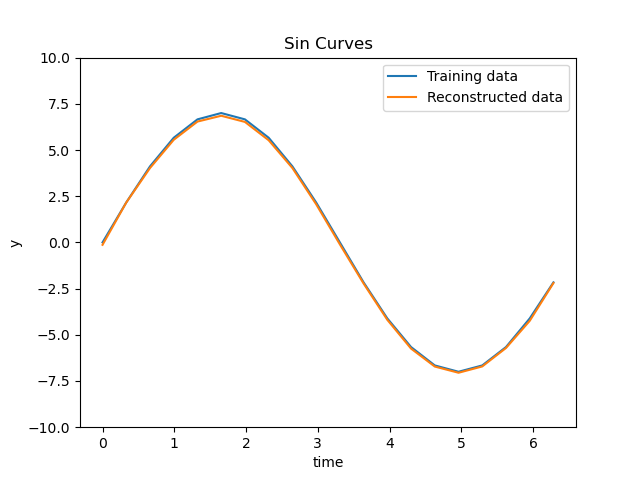 Sin Curves
Training data
Reconstructed data
10.0
7.5
5.0
2.5
0.0
−2.5
−5.0
−7.5
−10.0
y
0 1 2 3 4 5 6
time